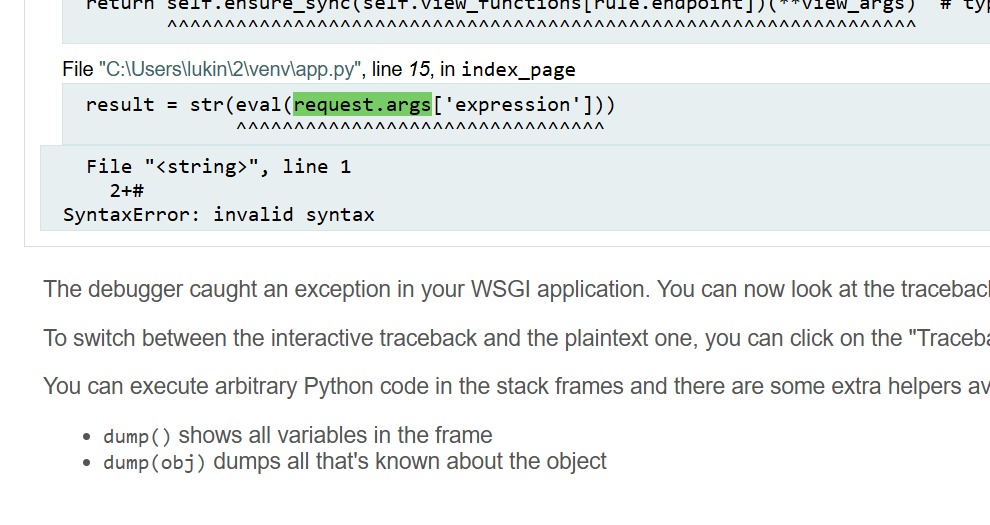 return self.ensure_sync(self.view_functions[rule.endpoint])(**view_args)  # typ
^^^^^^^^^^^^^^^^^^^^^^^^^^^^^^^^^^^^^^^^^^^^^^^^^^^^^^^^^^^^^^^^^
File "C:\Users\lukin\2\venv\app.py", line 15, in index_page
result = str(eval(request.args['expression']))
^^^^^^^^^^^^^^^^^^^^^^^^^^^^^^^^
File "<string>", line 1
2+#
SyntaxError: invalid syntax
The debugger caught an exception in your WSGI application. You can now look at the traceback
To switch between the interactive traceback and the plaintext one, you can click on the "Traceba
You can execute arbitrary Python code in the stack frames and there are some extra helpers av
• dump() shows all variables in the frame
• dump(obj) dumps all that's known about the object